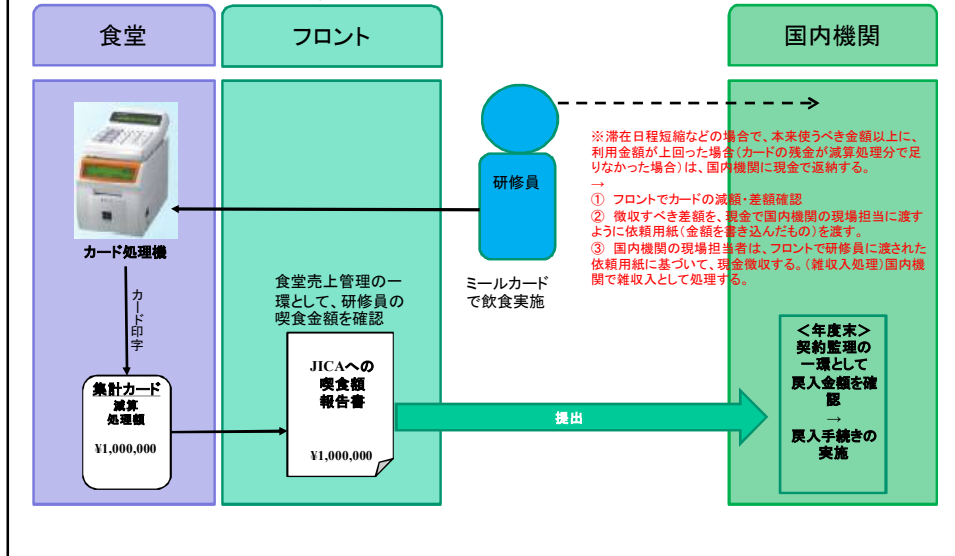 食堂
フロント
国内機関
研修員
※滞在日程短縮などの場合で、本来使うべき金額以上に、
利用金額が上回った場合（カードの残金が減算処理分で足
りなかった場合）は、国内機関に現金で返納する。
→
① フロントでカードの減額・差額確認
② 徴収すべき差額を、現金で国内機関の現場担当に渡す
ように依頼用紙（金額を書き込んだもの）を渡す。
③ 国内機関の現場担当者は、フロントで研修員に渡された
依頼用紙に基づいて、現金徴収する。（雑収入処理）国内機
関で雑収入として処理する。
カード処理機
カード印字
食堂売上管理の一
環として、研修員の
喫食金額を確認
ミールカード
で飲食実施
集計カード
減算
処理額
¥1,000,000
JICAへの
喫食額
報告書
¥1,000,000
提出
＜年度末＞
契約監理の
一環として
戻入金額を確
認
→
戻入手続きの
実施